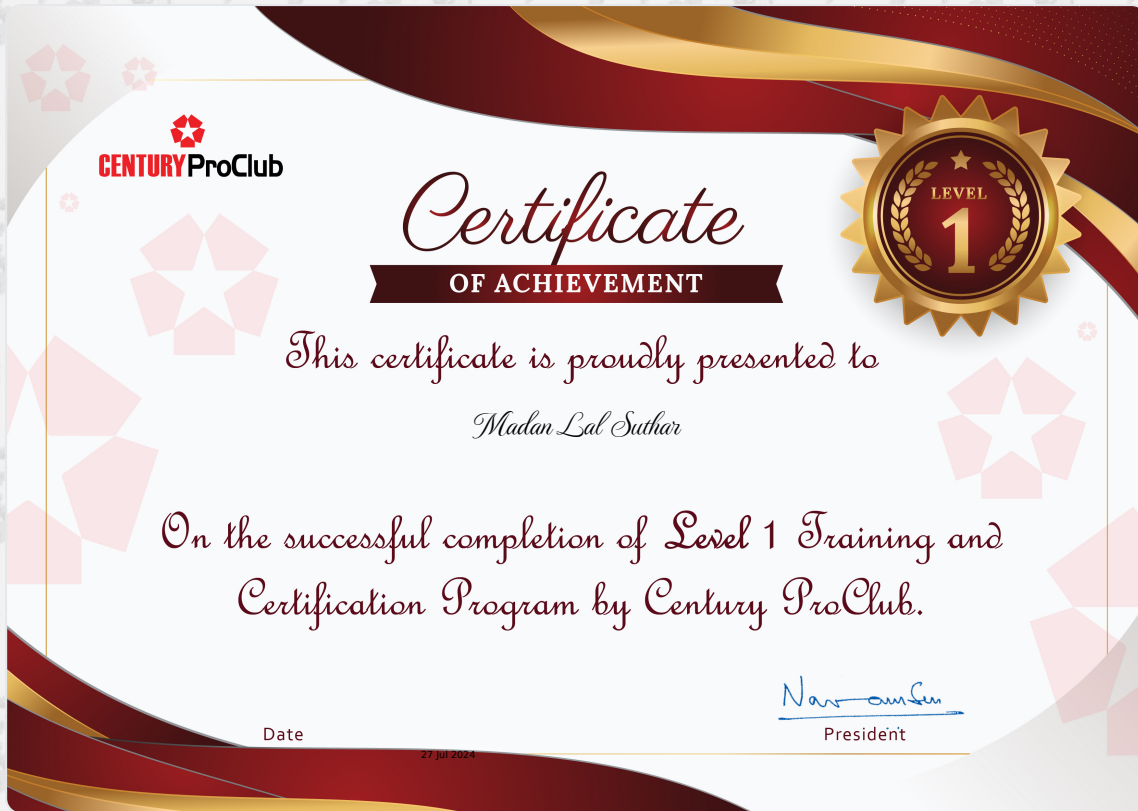 CENTURY ProClub
LEVEL
1
Certificate
OF ACHIEVEMENT
This certificate is proudly presented to
Madan Lal Suthar
On the successful completion of Level 1 Training and
Certification Program by Century ProClub.
Date
President
27 Jul 2024